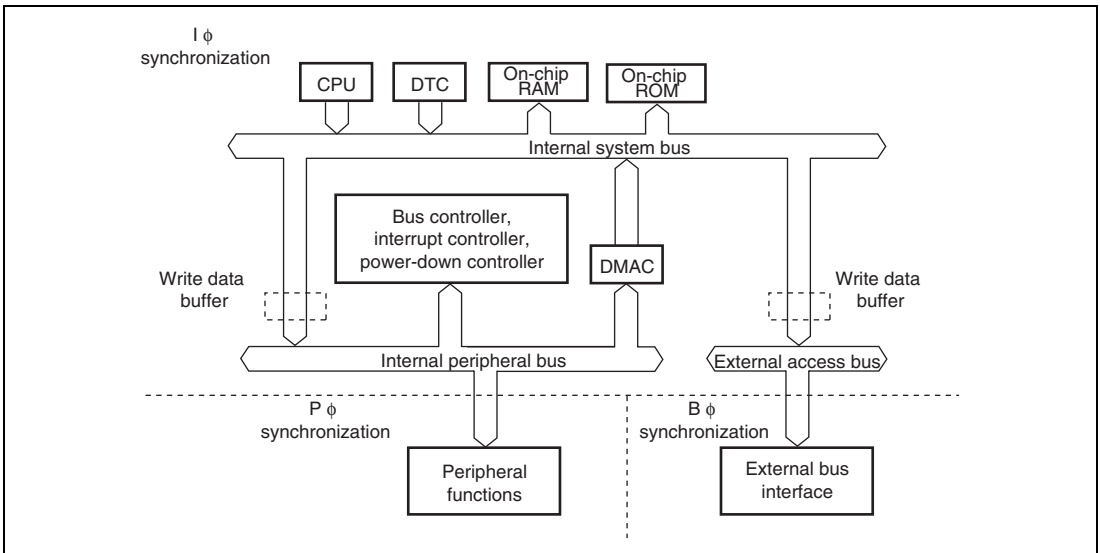 I ϕ
synchronization
CPU
DTC
On-chip
RAM
On-chip
ROM
Internal system bus
Bus controller,
interrupt controller,
power-down controller
DMAC
Write data
buffer
Write data
buffer
Internal peripheral bus
External access bus
P ϕ
synchronization
B ϕ
synchronization
Peripheral
functions
External bus
interface